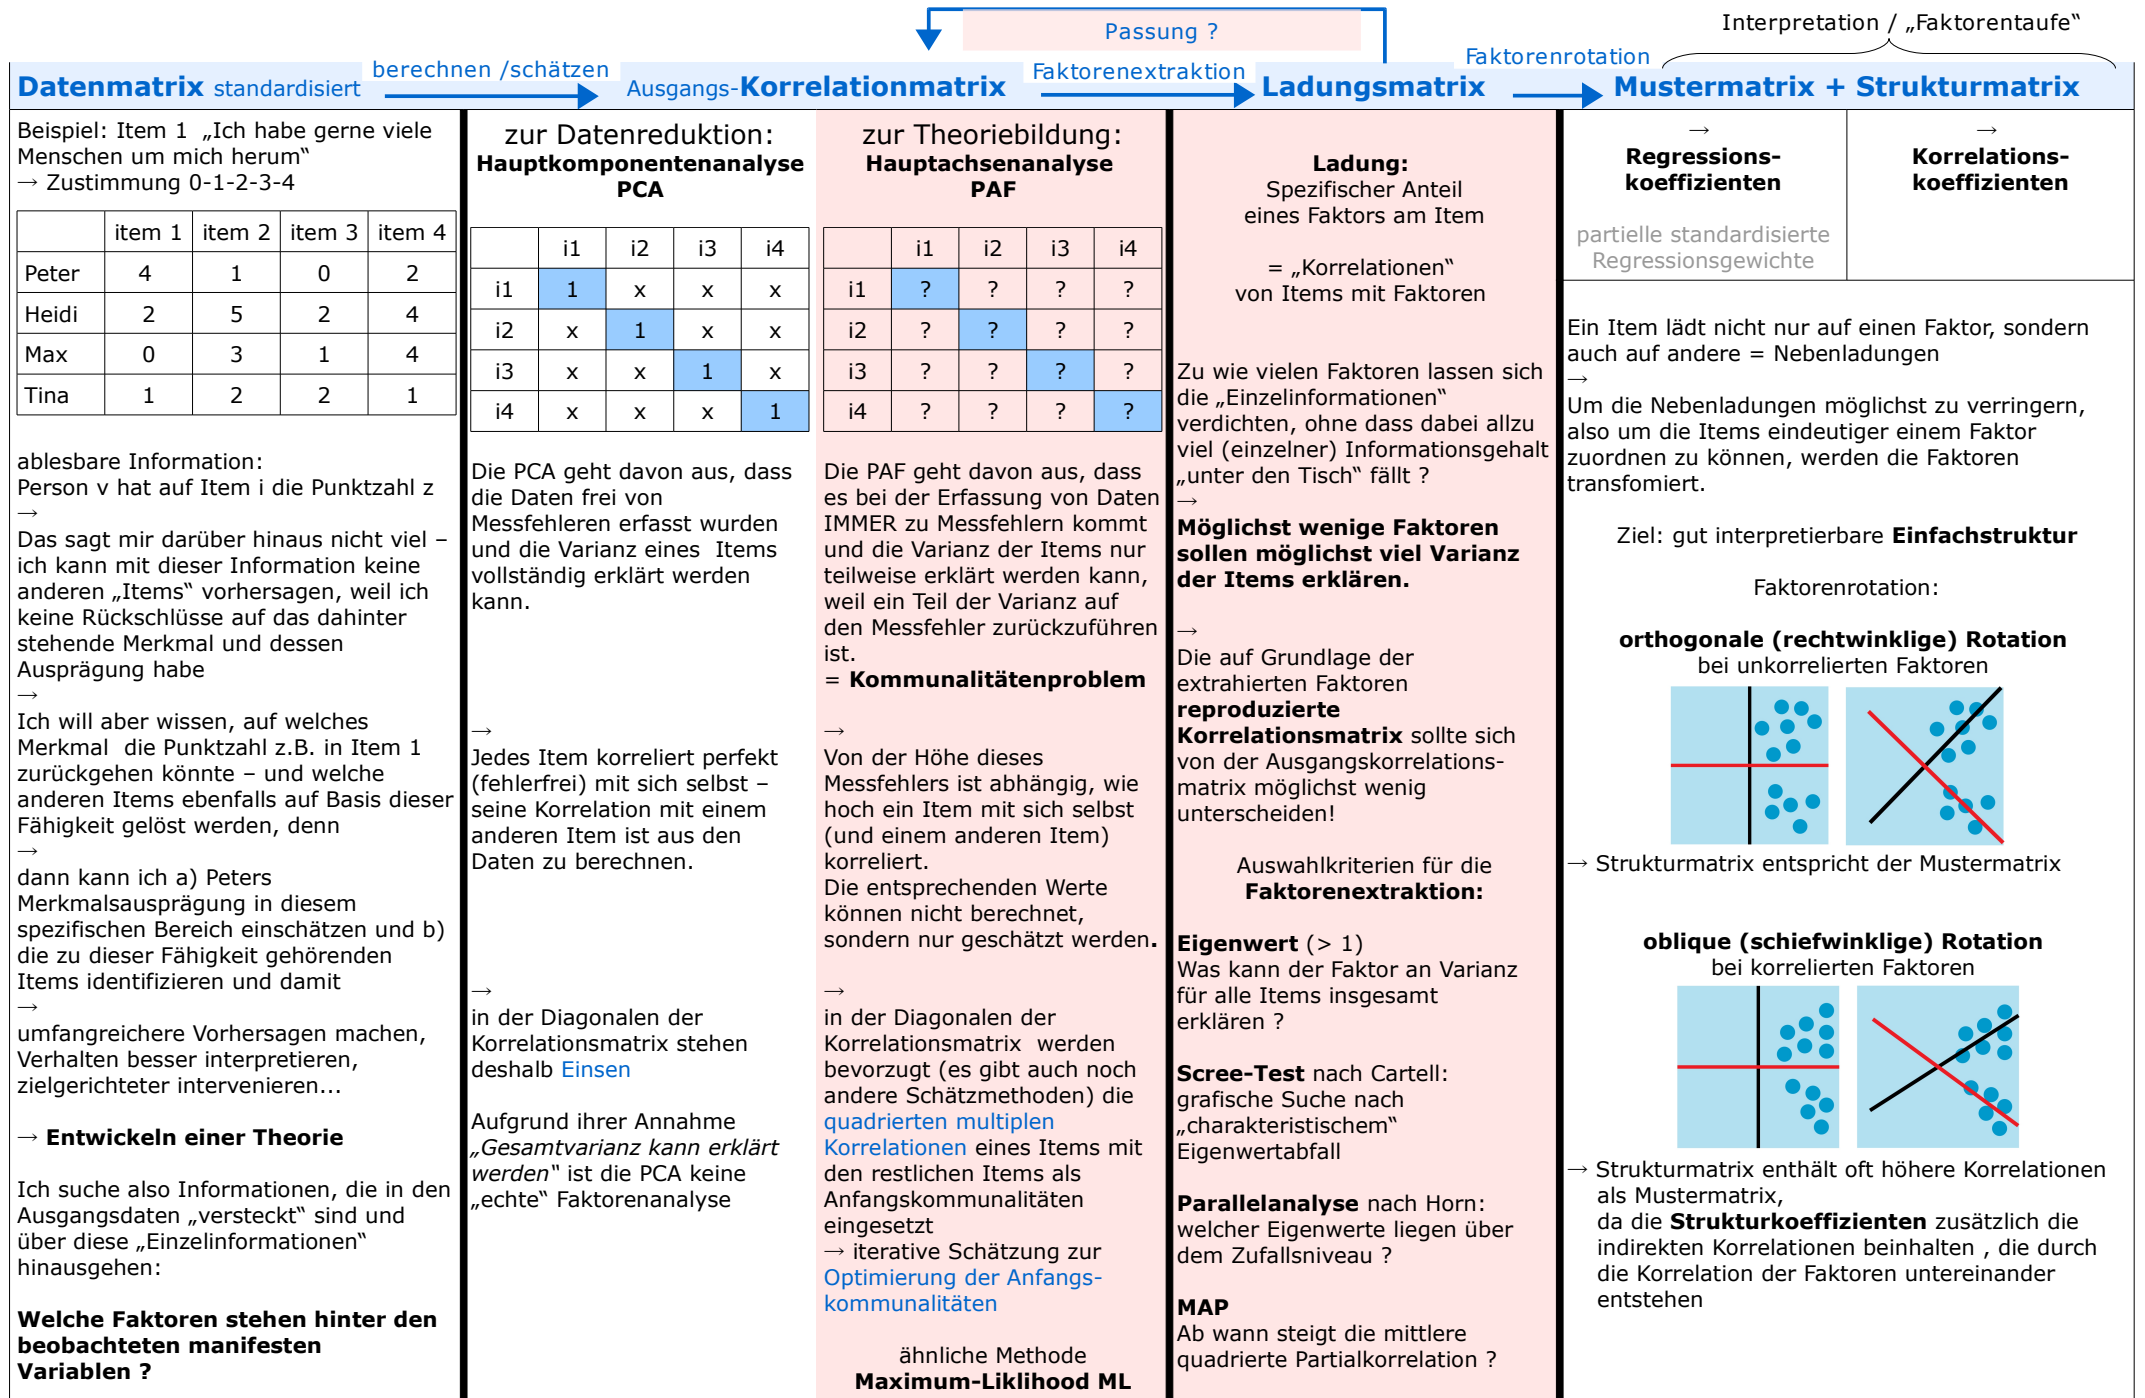 Passung ?
Interpretation / „Faktorentaufe“
Datenmatrix standardisiert
berechnen /schätzen
Ausgangs-Korrelationmatrix
Faktorenextraktion
Ladungsmatrix
Faktorenrotation
Mustermatrix + Strukturmatrix
Beispiel: Item 1 „Ich habe gerne viele
Menschen um mich herum“
→ Zustimmung 0-1-2-3-4
item 1 item 2 item 3 item 4
Peter 4 1 0 2
Heidi 2 5 2 4
Max 0 3 1 4
Tina 1 2 2 1
ablesbare Information:
Person v hat auf Item i die Punktzahl z
→
Das sagt mir darüber hinaus nicht viel –
ich kann mit dieser Information keine
anderen „Items“ vorhersagen, weil ich
keine Rückschlüsse auf das dahinter
stehende Merkmal und dessen
Ausprägung habe
→
Ich will aber wissen, auf welches
Merkmal die Punktzahl z.B. in Item 1
zurückgehen könnte – und welche
anderen Items ebenfalls auf Basis dieser
Fähigkeit gelöst werden, denn
→
dann kann ich a) Peters
Merkmalsausprägung in diesem
spezifischen Bereich einschätzen und b)
die zu dieser Fähigkeit gehörenden
Items identifizieren und damit
→
umfangreichere Vorhersagen machen,
Verhalten besser interpretieren,
zielgerichteter intervenieren...
→ Entwickeln einer Theorie
Ich suche also Informationen, die in den
Ausgangsdaten „versteckt“ sind und
über diese „Einzelinformationen“
hinausgehen:
Welche Faktoren stehen hinter den
beobachteten manifesten
Variablen ?
zur Datenreduktion:
Hauptkomponentenanalyse
PCA
i1 i2 i3 i4
i1 1 x x x
i2 x 1 x x
i3 x x 1 x
i4 x x x 1
Die PCA geht davon aus, dass
die Daten frei von
Messfehleren erfasst wurden
und die Varianz eines Items
vollständig erklärt werden
kann.
→
Jedes Item korreliert perfekt
(fehlerfrei) mit sich selbst –
seine Korrelation mit einem
anderen Item ist aus den
Daten zu berechnen.
→
in der Diagonalen der
Korrelationsmatrix stehen
deshalb Einsen
Aufgrund ihrer Annahme
„Gesamtvarianz kann erklärt
werden“ ist die PCA keine
„echte“ Faktorenanalyse
zur Theoriebildung:
Hauptachsenanalyse
PAF
i1 i2 i3 i4
i1 ? ? ? ?
i2 ? ? ? ?
i3 ? ? ? ?
i4 ? ? ? ?
Die PAF geht davon aus, dass
es bei der Erfassung von Daten
IMMER zu Messfehlern kommt
und die Varianz der Items nur
teilweise erklärt werden kann,
weil ein Teil der Varianz auf
den Messfehler zurückzuführen
ist.
= Kommunalitätenproblem
→
Von der Höhe dieses
Messfehlers ist abhängig, wie
hoch ein Item mit sich selbst
(und einem anderen Item)
korreliert.
Die entsprechenden Werte
können nicht berechnet,
sondern nur geschätzt werden.
→
in der Diagonalen der
Korrelationsmatrix werden
bevorzugt (es gibt auch noch
andere Schätzmethoden) die
quadrierten multiplen
Korrelationen eines Items mit
den restlichen Items als
Anfangskommunalitäten
eingesetzt
→ iterative Schätzung zur
Optimierung der Anfangs-
kommunalitäten
ähnliche Methode
Maximum-Liklihood ML
Ladung:
Spezifischer Anteil
eines Faktors am Item
= „Korrelationen“
von Items mit Faktoren
Zu wie vielen Faktoren lassen sich
die „Einzelinformationen“
verdichten, ohne dass dabei allzu
viel (einzelner) Informationsgehalt
„unter den Tisch“ fällt ?
→
Möglichst wenige Faktoren
sollen möglichst viel Varianz
der Items erklären.
→
Die auf Grundlage der
extrahierten Faktoren
reproduzierte
Korrelationsmatrix sollte sich
von der Ausgangskorrelations-
matrix möglichst wenig
unterscheiden!
Auswahlkriterien für die
Faktorenextraktion:
Eigenwert (> 1)
Was kann der Faktor an Varianz
für alle Items insgesamt
erklären ?
Scree-Test nach Cartell:
grafische Suche nach
„charakteristischem“
Eigenwertabfall
Parallelanalyse nach Horn:
welcher Eigenwerte liegen über
dem Zufallsniveau ?
MAP
Ab wann steigt die mittlere
quadrierte Partialkorrelation ?
→
Regressions-
koeffizienten
partielle standardisierte
Regressionsgewichte
→
Korrelations-
koeffizienten
Ein Item lädt nicht nur auf einen Faktor, sondern
auch auf andere = Nebenladungen
→
Um die Nebenladungen möglichst zu verringern,
also um die Items eindeutiger einem Faktor
zuordnen zu können, werden die Faktoren
transfomiert.
Ziel: gut interpretierbare Einfachstruktur
Faktorenrotation:
orthogonale (rechtwinklige) Rotation
bei unkorrelierten Faktoren
→ Strukturmatrix entspricht der Mustermatrix
oblique (schiefwinklige) Rotation
bei korrelierten Faktoren
→ Strukturmatrix enthält oft höhere Korrelationen
als Mustermatrix,
da die Strukturkoeffizienten zusätzlich die
indirekten Korrelationen beinhalten , die durch
die Korrelation der Faktoren untereinander
entstehen